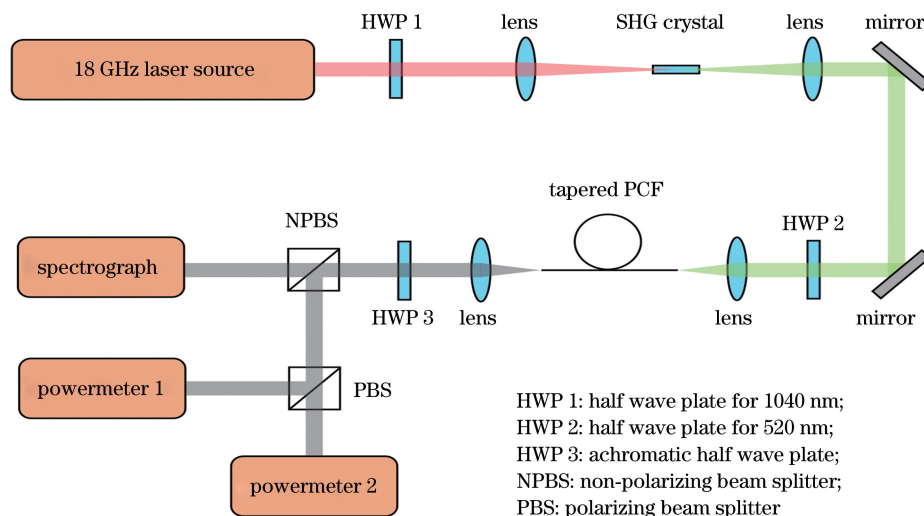 HWP 1
lens
SHG crystal
lens
mirror
18 GHz laser source
tapered PCF
NPBS
HWP 2
spectrograph
HWP 3
lens
lens
mirror
powermeter 1
PBS
powermeter 2
HWP 1: half wave plate for 1040 nm;
HWP 2: half wave plate for 520 nm;
HWP 3: achromatic half wave plate;
NPBS: non-polarizing beam splitter;
PBS: polarizing beam splitter